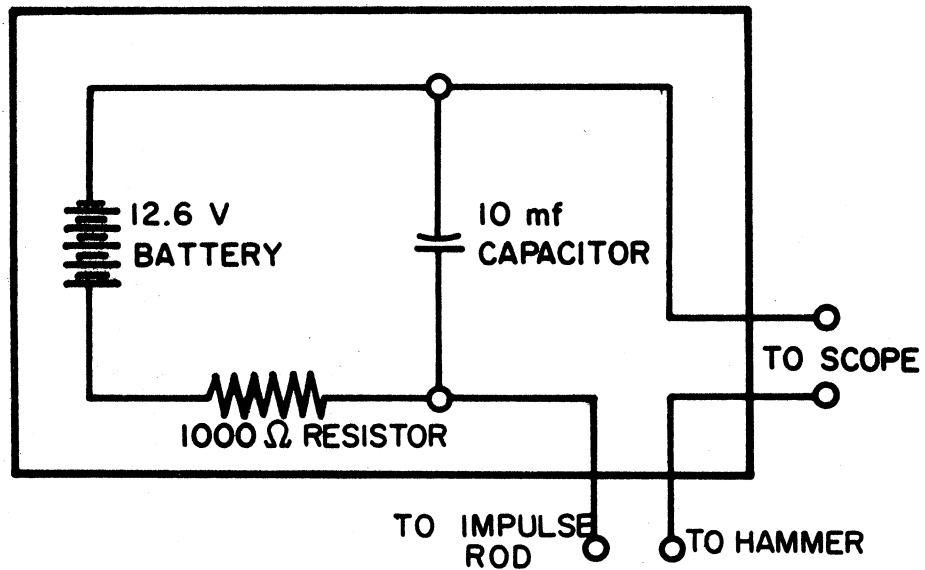 12.6 V
BATTERY
10 mf
CAPACITOR
TO SCOPE
1000 Ω RESISTOR
TO IMPULSE
ROD
TO HAMMER